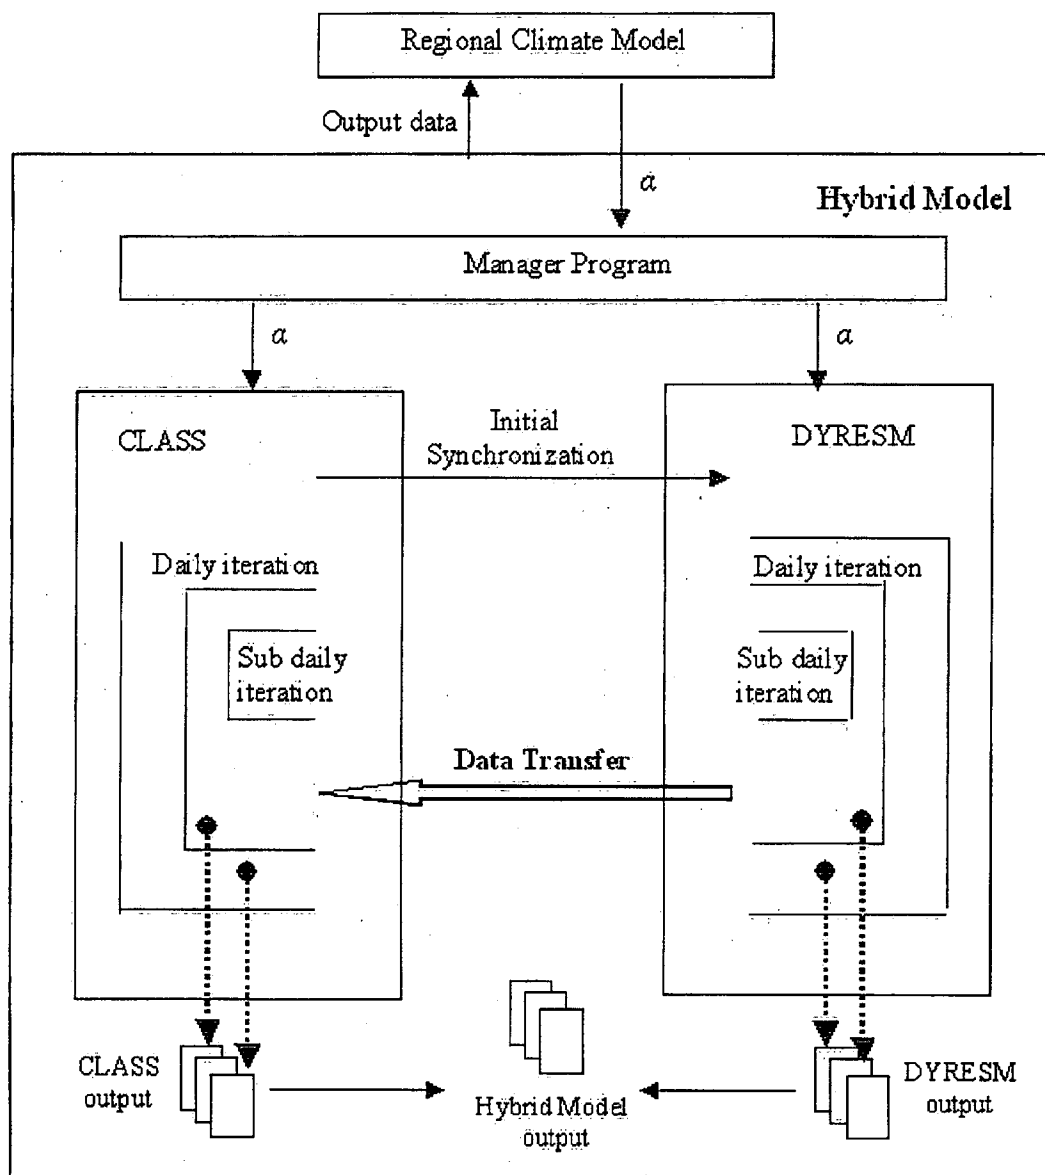 Regional Climate Model
Output data
α
Hybrid Model
Manager Program
α
α
CLASS
Initial
Synchronization
DYRESM
Daily iteration
Daily iteration
Sub daily
iteration
Sub daily
iteration
Data Transfer
CLASS
output
Hybrid Model
output
DYRESM
output